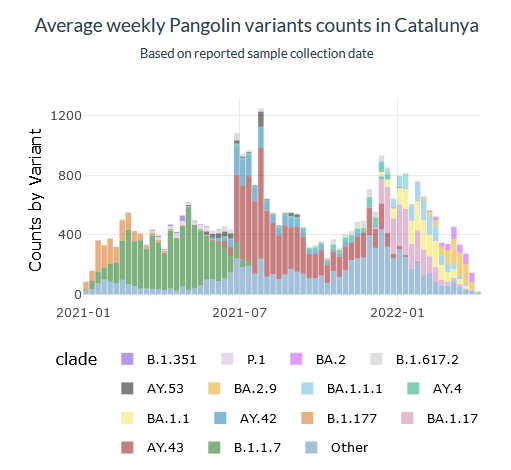 Average weekly Pangolin variants counts in Catalunya
Based on reported sample collection date
Counts by Variant
1200
800
400
0
2021-01 2021-07 2022-01
clade B.1.351 P.1 BA.2 B.1.617.2
AY.53 BA.2.9 BA.1.1.1 AY.4
BA.1.1 AY.42 B.1.177 BA.1.17
AY.43 B.1.1.7 Other